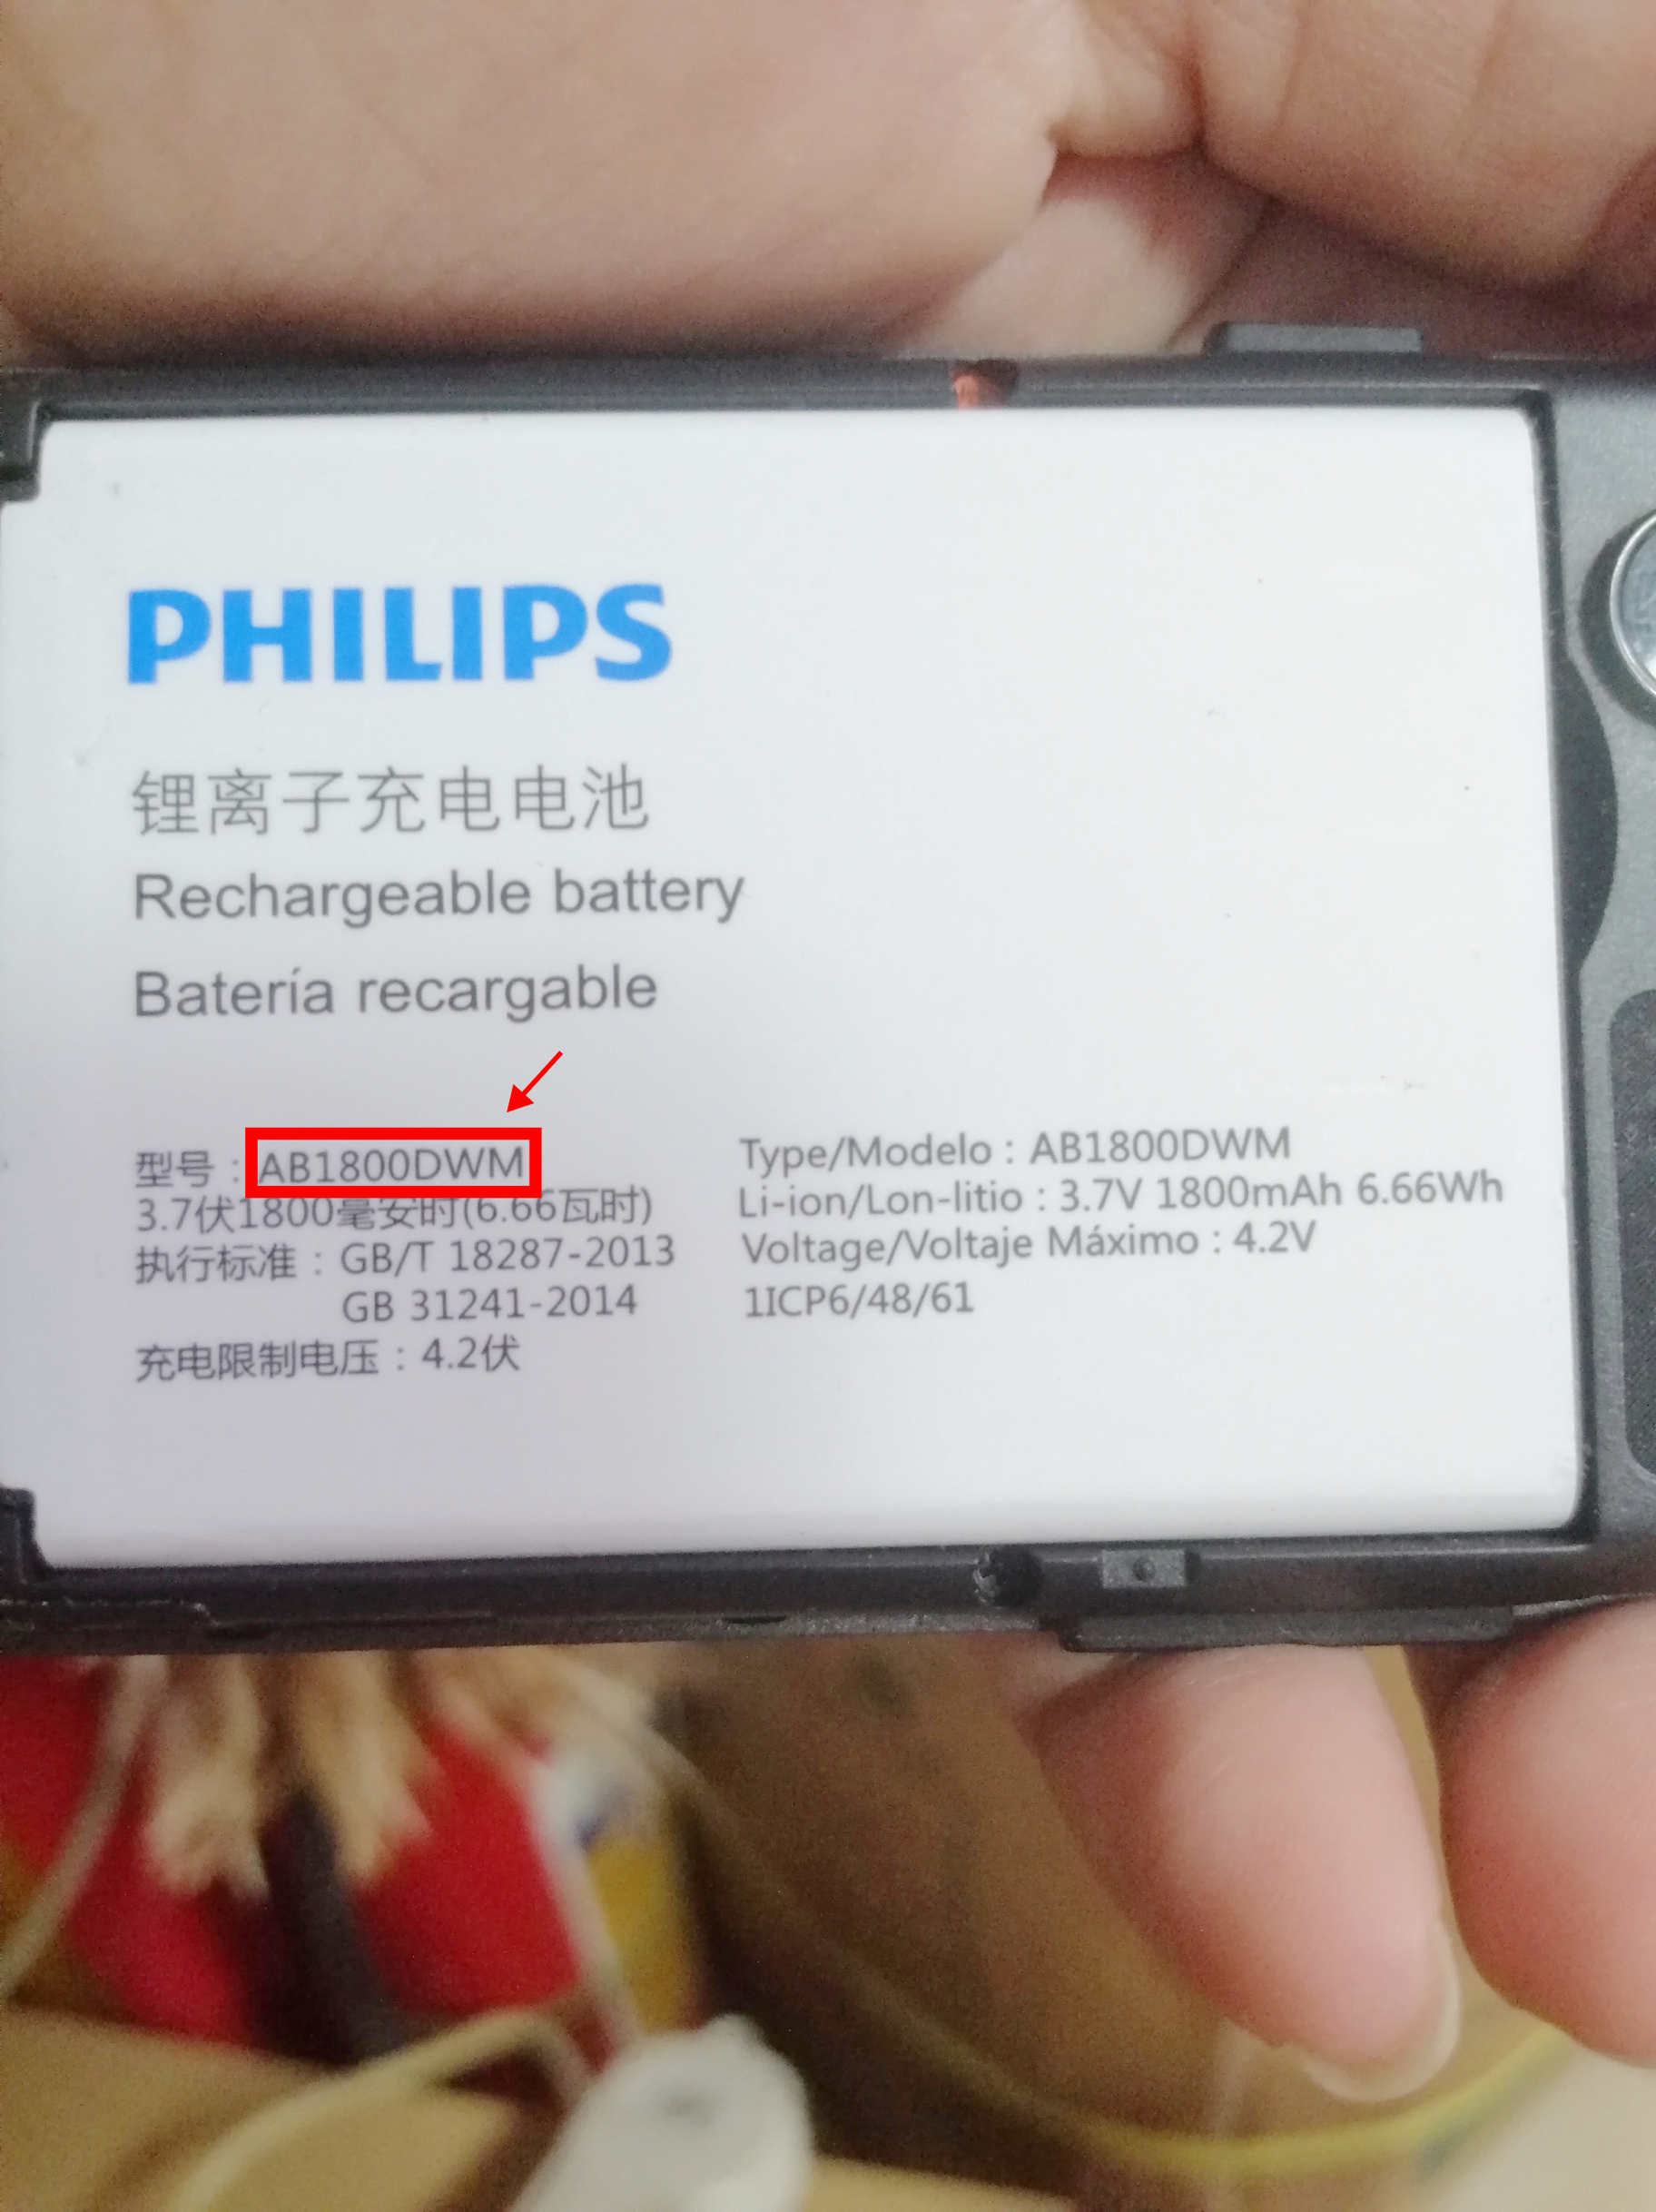 PHILIPS
锂离子充电电池
Rechargeable battery
Batería recargable
型号：AB1800DWM
3.7伏1800毫安时(6.66瓦时)
执行标准：GB/T 18287-2013
GB 31241-2014
充电限制电压：4.2伏
Type/Modelo : AB1800DWM
Li-ion/Lon-litio : 3.7V 1800mAh 6.66Wh
Voltage/Voltaje Máximo : 4.2V
1ICP6/48/61